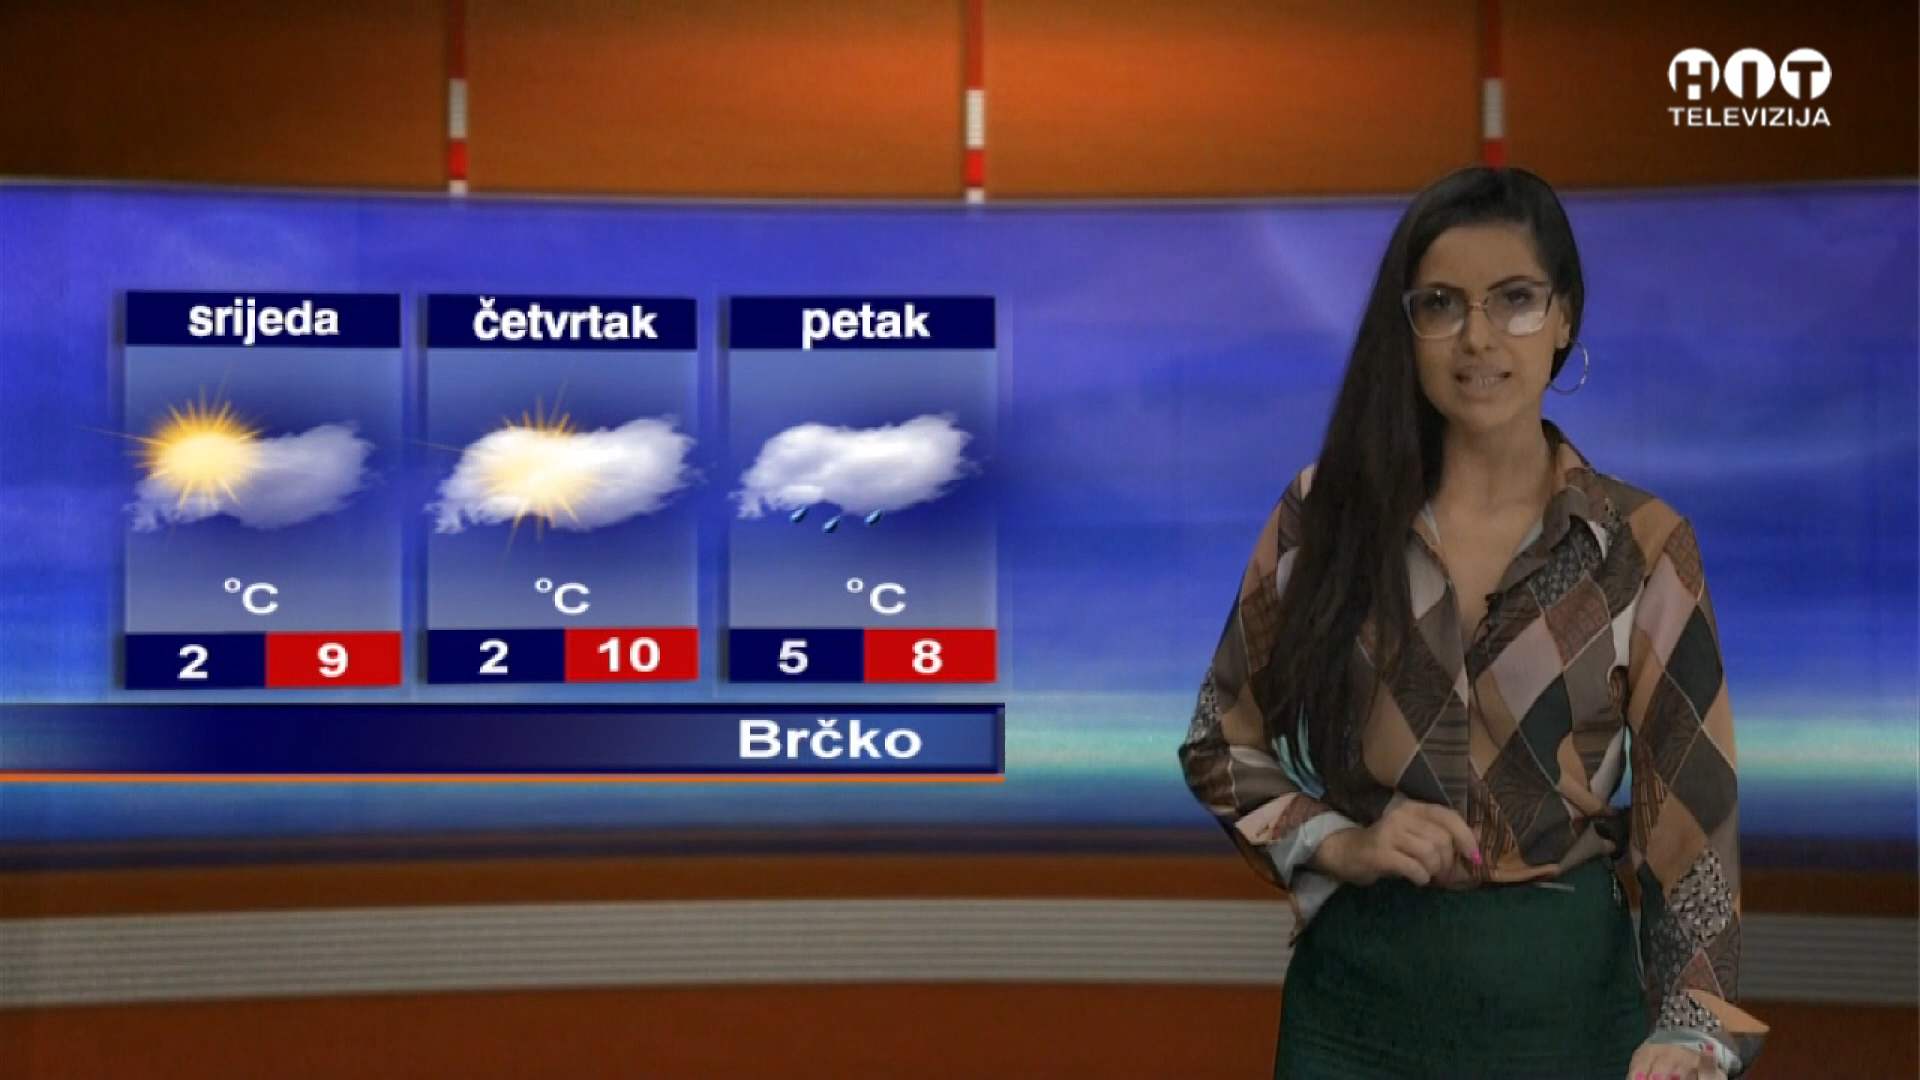 HIT
TELEVIZIJA
srijeda četvrtak petak
°C °C °C
2 9 2 10 5 8
Brčko